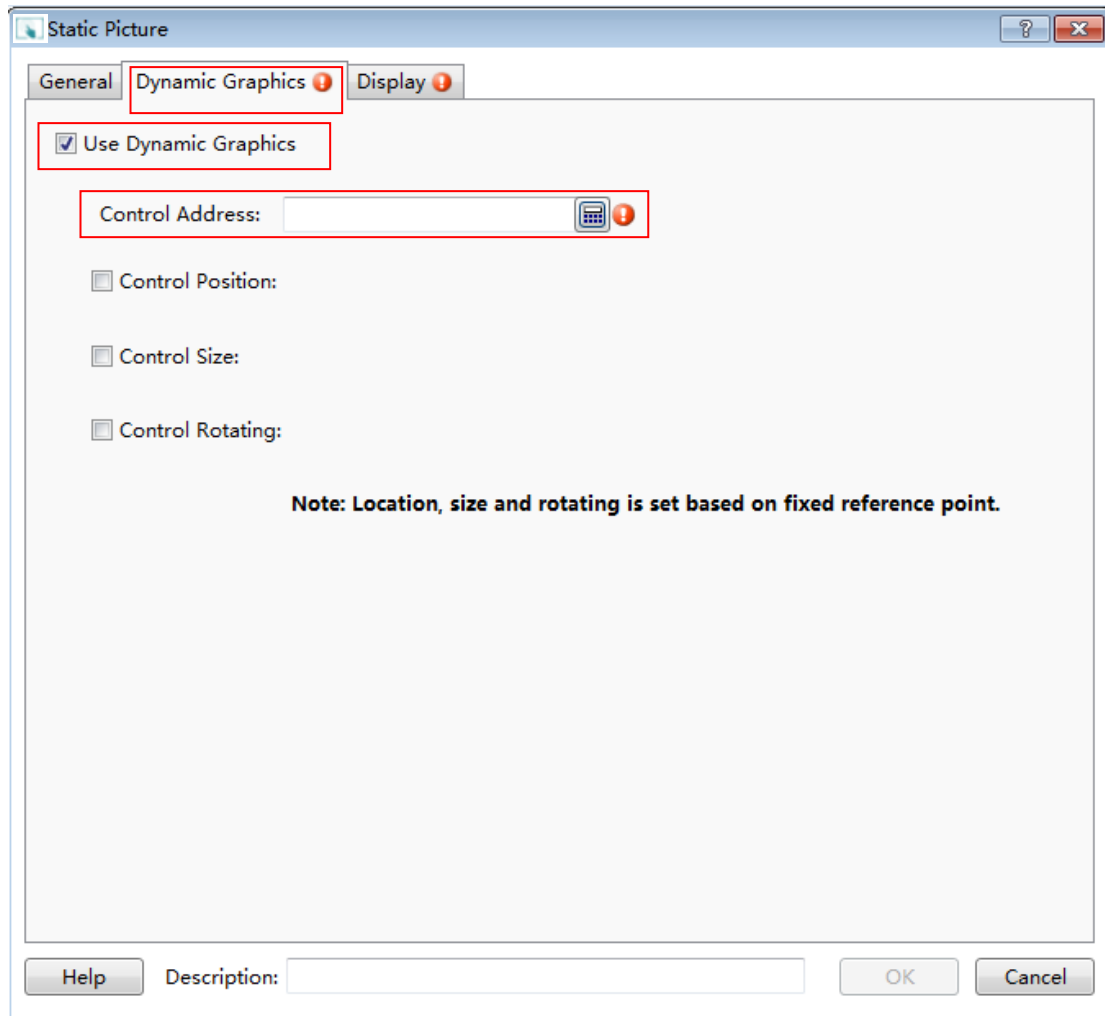 Static Picture
General Dynamic Graphics Display
Use Dynamic Graphics
Control Address:
Control Position:
Control Size:
Control Rotating:
Note: Location, size and rotating is set based on fixed reference point.
Help Description: OK Cancel